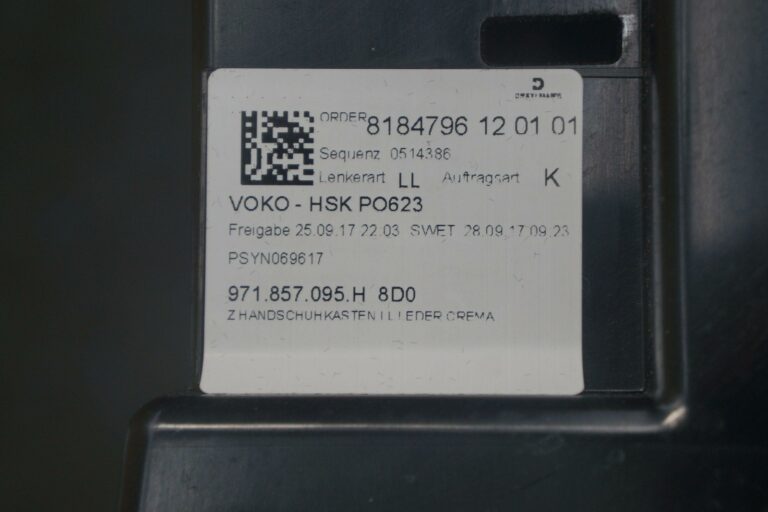 DRÄXLMAIER
ORDER 8184796 12 01 01
Sequenz 0514386
Lenkerart LL Auftragsart K
VOKO - HSK PO623
Freigabe 25.09.17 22.03 SWET 28.09.17 09.23
PSYN069617
971.857.095.H 8D0
Z HANDSCHUHKASTEN LL LEDER CREMA